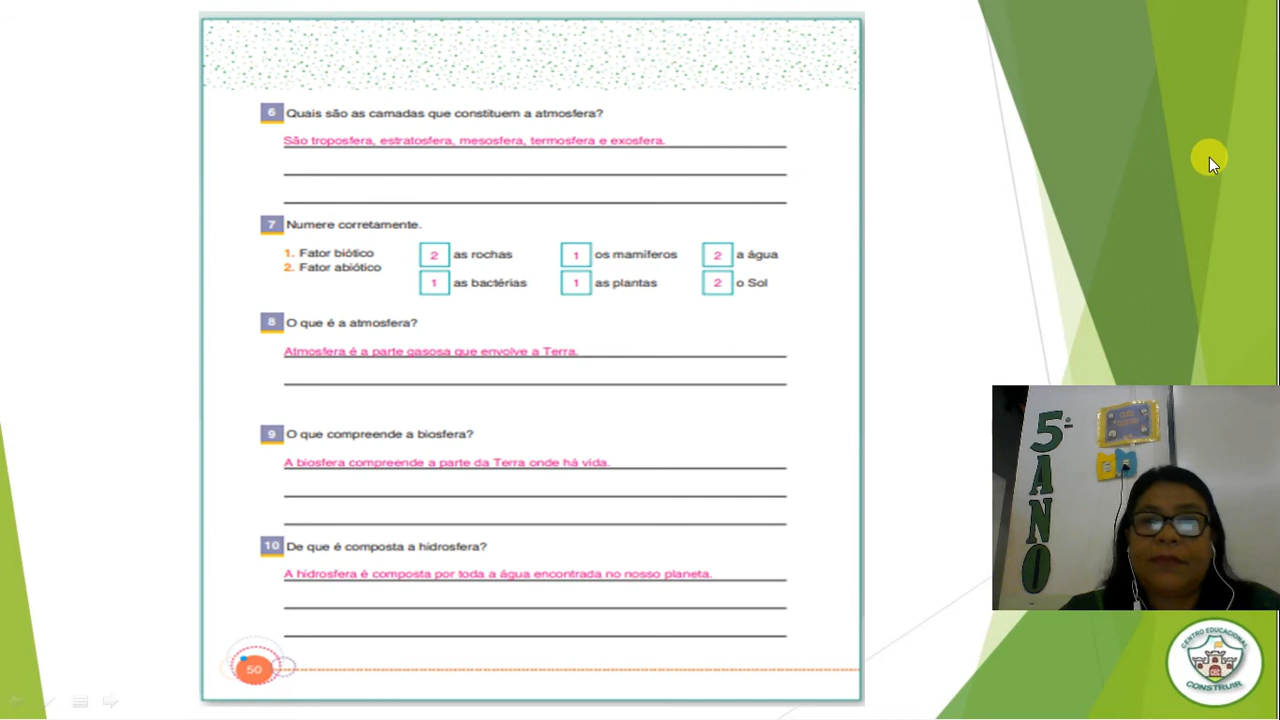 6 Quais são as camadas que constituem a atmosfera?
São troposfera, estratosfera, mesosfera, termosfera e exosfera.
7 Numere corretamente.
1. Fator biótico
2. Fator abiótico
2 as rochas 1 os mamíferos 2 a água
1 as bactérias 1 as plantas 2 o Sol
8 O que é a atmosfera?
Atmosfera é a parte gasosa que envolve a Terra.
9 O que compreende a biosfera?
A biosfera compreende a parte da Terra onde há vida.
10 De que é composta a hidrosfera?
A hidrosfera é composta por toda a água encontrada no nosso planeta.
50
5º ANO
CENTRO EDUCACIONAL
CONSTRUIR